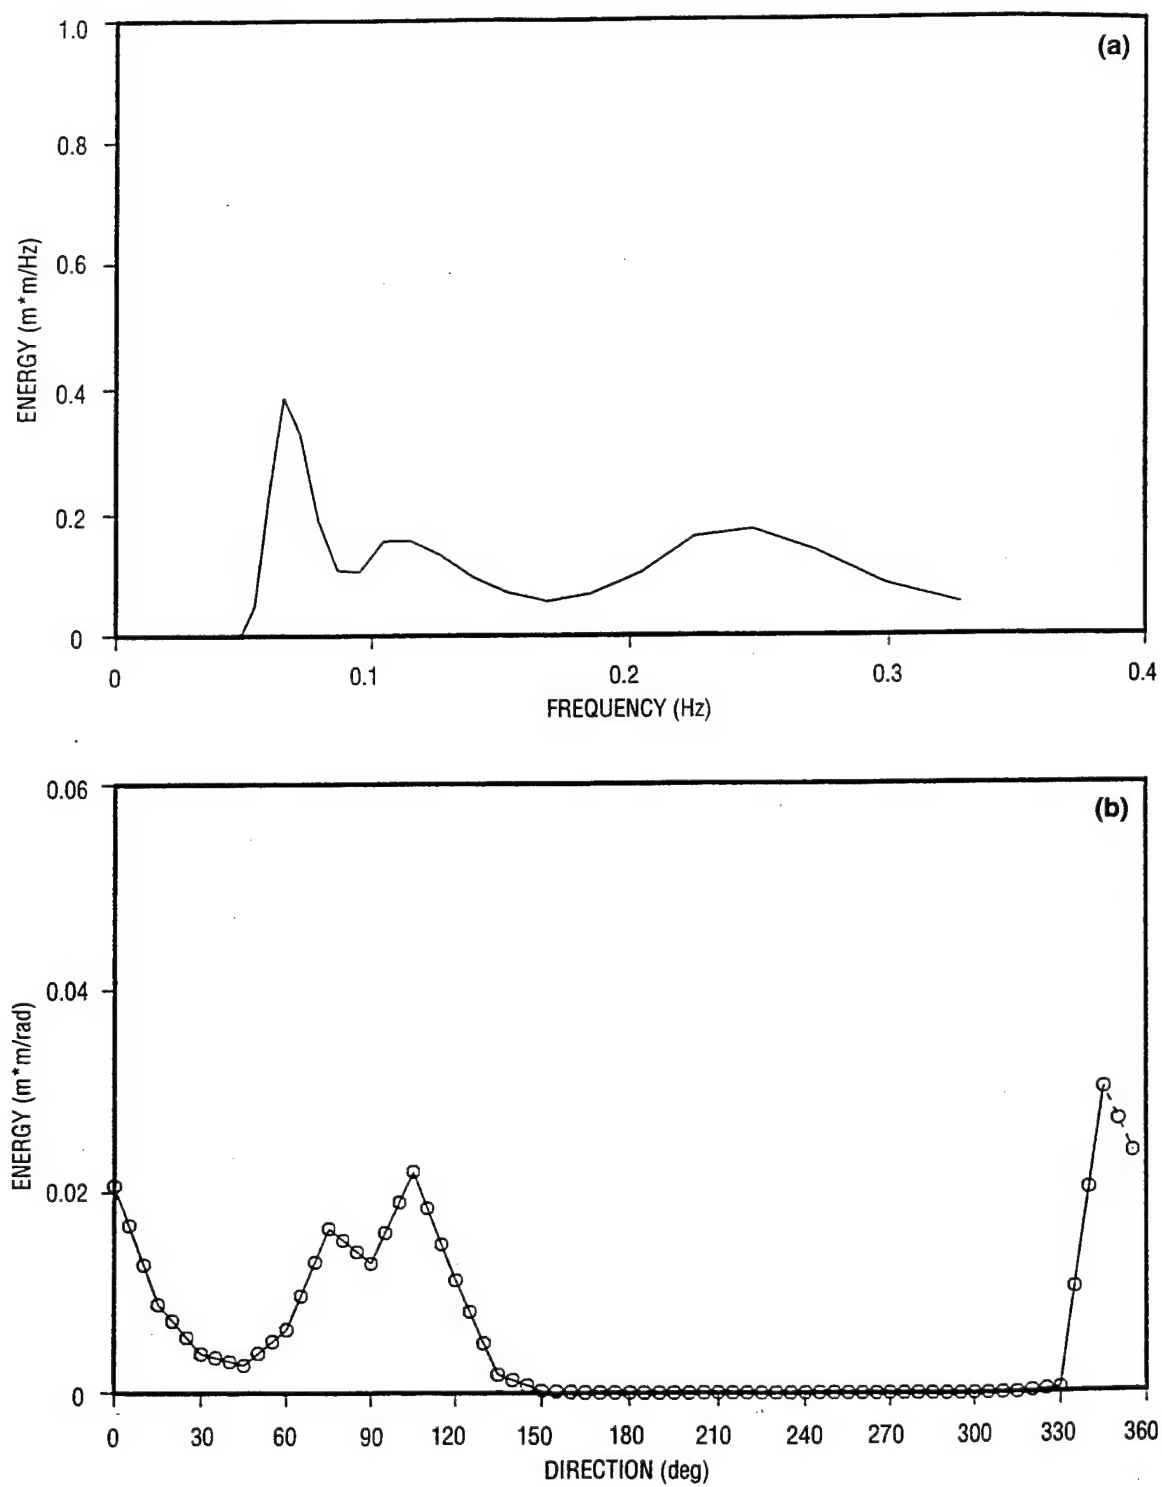 1.0
(a)
0.8
0.6
0.4
0.2
0
ENERGY (m*m/Hz)
0 0.1 0.2 0.3 0.4
FREQUENCY (Hz)
0.06
(b)
0.04
0.02
0
ENERGY (m*m/rad)
0 30 60 90 120 150 180 210 240 270 300 330 360
DIRECTION (deg)